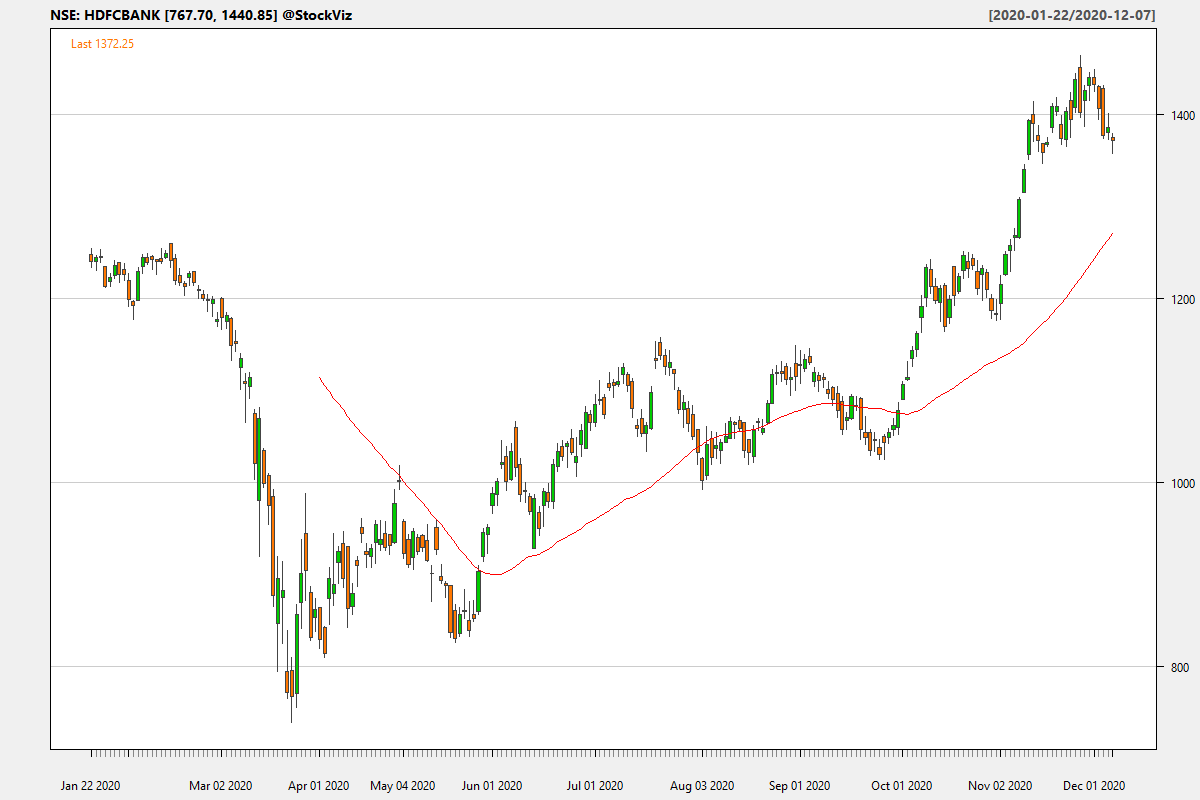 NSE: HDFCBANK [767.70, 1440.85] @StockViz
[2020-01-22/2020-12-07]
Last 1372.25
1400
1200
1000
800
Jan 22 2020
Mar 02 2020
Apr 01 2020
May 04 2020
Jun 01 2020
Jul 01 2020
Aug 03 2020
Sep 01 2020
Oct 01 2020
Nov 02 2020
Dec 01 2020